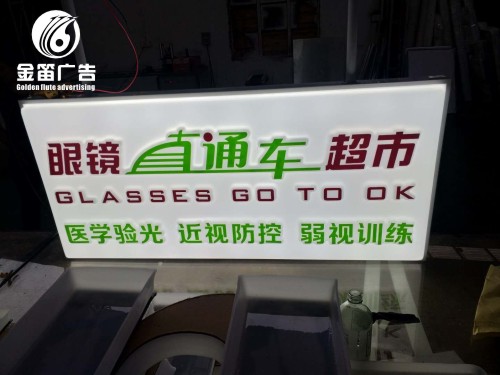 金笛广告
Golden flute advertising
眼镜直通车超市
GLASSES GO TO OK
医学验光 近视防控 弱视训练